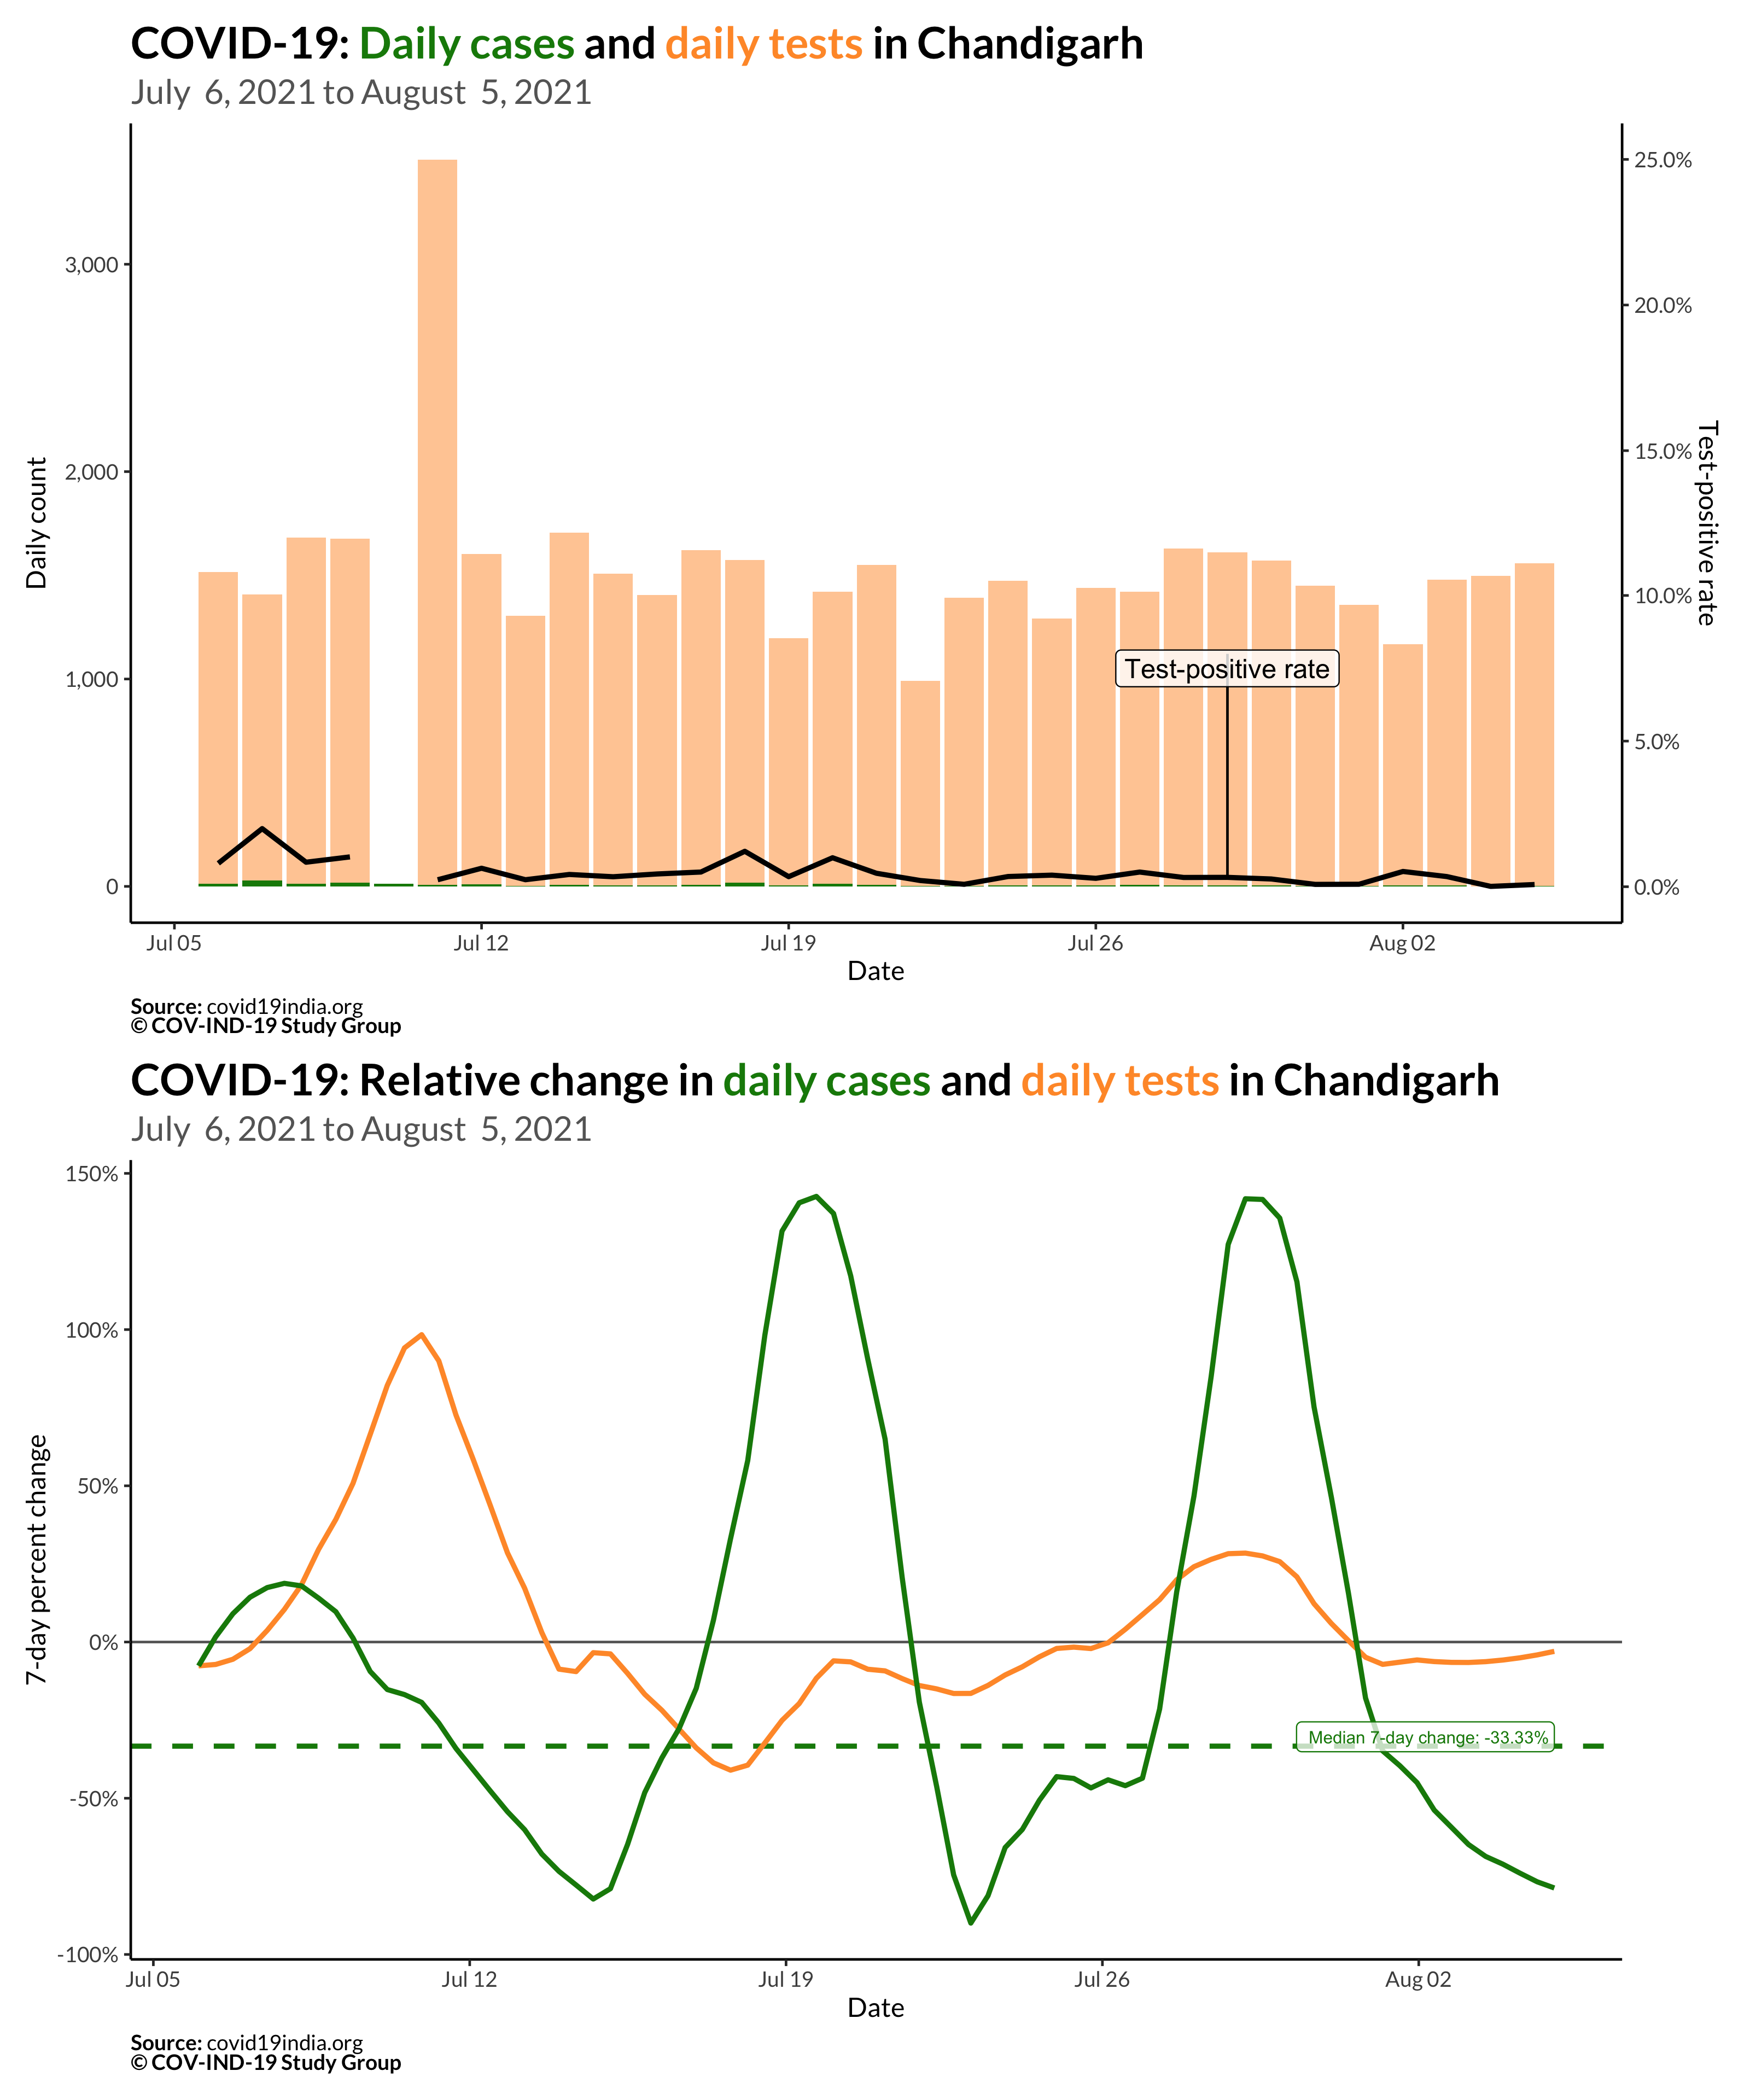 COVID-19: Daily cases and daily tests in Chandigarh
July  6, 2021 to August  5, 2021
25.0%
20.0%
3,000
15.0%
2,000
10.0%
1,000
5.0%
0
0.0%
Daily count
Test-positive rate
Test-positive rate
Jul 05 Jul 12 Jul 19 Jul 26 Aug 02
Date
Source: covid19india.org
© COV-IND-19 Study Group
COVID-19: Relative change in daily cases and daily tests in Chandigarh
July  6, 2021 to August  5, 2021
150%
100%
50%
0%
-50%
-100%
7-day percent change
Median 7-day change: -33.33%
Jul 05 Jul 12 Jul 19 Jul 26 Aug 02
Date
Source: covid19india.org
© COV-IND-19 Study Group